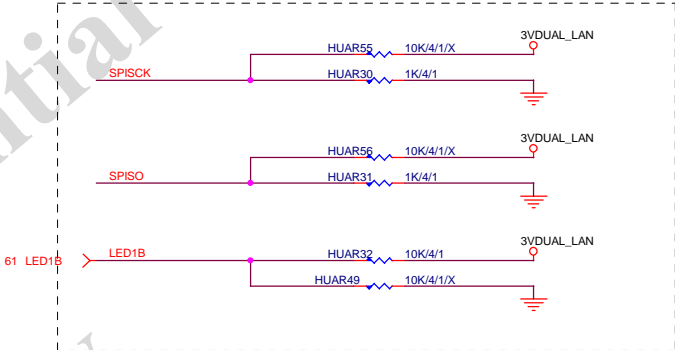 3VDUAL_LAN
HUAR55 10K/4/1/X
SPISCK HUAR30 1K/4/1
3VDUAL_LAN
HUAR56 10K/4/1/X
SPISO HUAR31 1K/4/1
3VDUAL_LAN
61 LED1B LED1B HUAR32 10K/4/1
HUAR49 10K/4/1/X
ntial